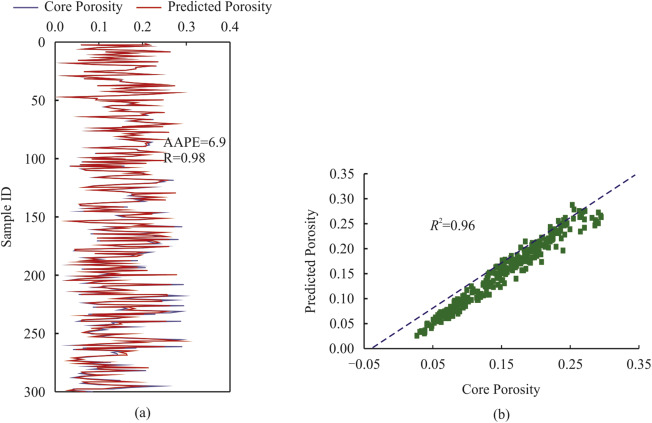 Core Porosity Predicted Porosity
0.0 0.1 0.2 0.3 0.4
0
50
100
150
200
250
300
Sample ID
AAPE=6.9
R=0.98
(a)
0.35
0.30
0.25
0.20
0.15
0.10
0.05
0.00
Predicted Porosity
R²=0.96
-0.05 0.05 0.15 0.25 0.35
Core Porosity
(b)